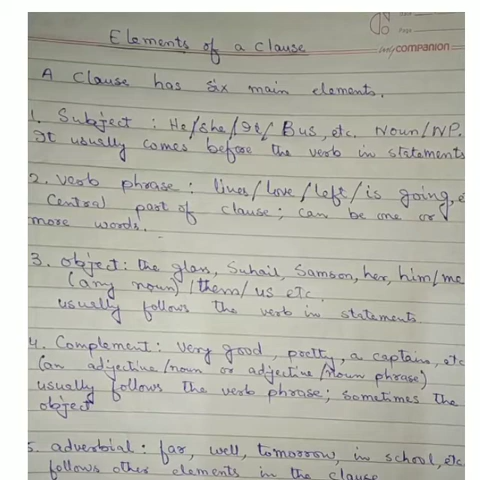 Date
Page
my companion
Elements of a clause
A clause has six main elements.
1. Subject : He/she/It/ Bus, etc. Noun/NP.
It usually comes before the verb in statements
2. Verb phrase : lives/love/left/is going, e
Central part of clause; can be one or
more words.
3. Object : the glass, Suhail, Samson, her, him/me
(any noun) /them/us etc.
usually follows the verb in statements
4. Complement : very good, pretty, a captain, etc
(an adjective/noun or adjective/noun phrase)
usually follows the verb phrase; sometimes the
object
5. adverbial : far, well, tomorrow, in school, etc
follows other elements in the clause